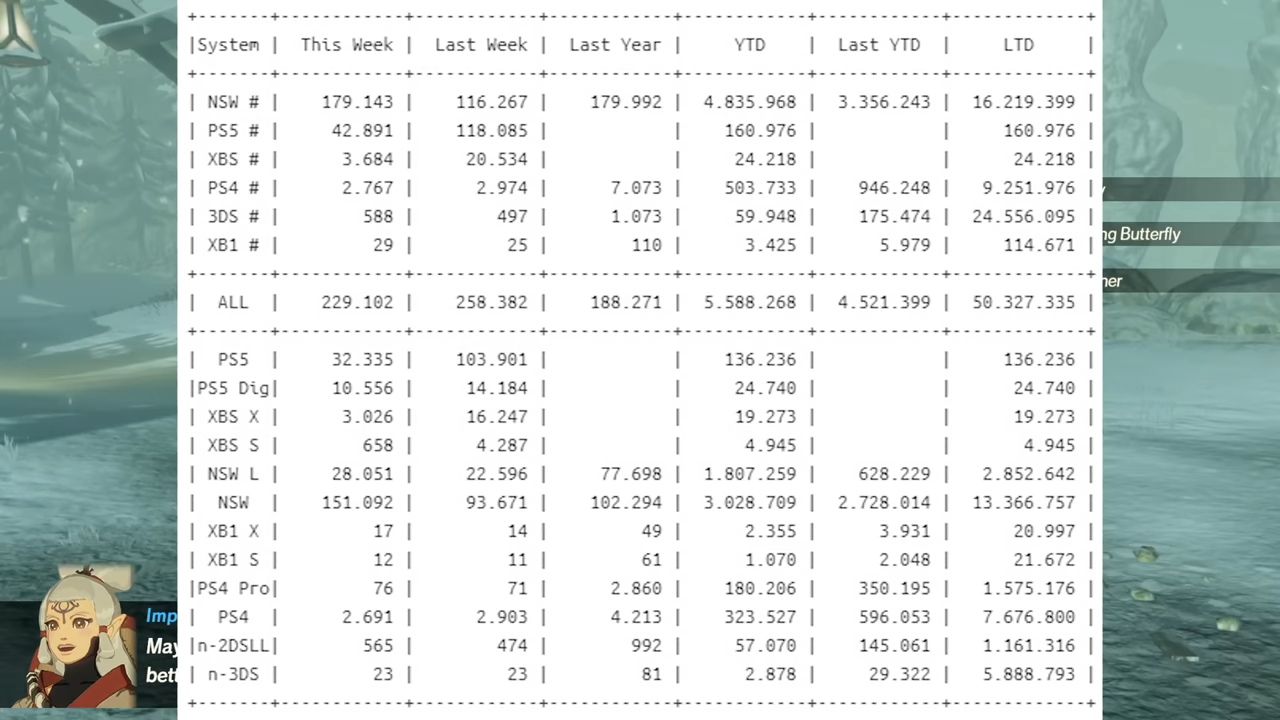 +-------+------------+------------+------------+------------+------------+-------------+
|System | This Week | Last Week | Last Year | YTD | Last YTD | LTD |
+-------+------------+------------+------------+------------+------------+-------------+
| NSW # | 179.143 | 116.267 | 179.992 | 4.835.968 | 3.356.243 | 16.219.399 |
| PS5 # | 42.891 | 118.085 | | 160.976 | | 160.976 |
| XBS # | 3.684 | 20.534 | | 24.218 | | 24.218 |
| PS4 # | 2.767 | 2.974 | 7.073 | 503.733 | 946.248 | 9.251.976 |
| 3DS # | 588 | 497 | 1.073 | 59.948 | 175.474 | 24.556.095 |
| XB1 # | 29 | 25 | 110 | 3.425 | 5.979 | 114.671 |
+-------+------------+------------+------------+------------+------------+-------------+
| ALL | 229.102 | 258.382 | 188.271 | 5.588.268 | 4.521.399 | 50.327.335 |
+-------+------------+------------+------------+------------+------------+-------------+
| PS5 | 32.335 | 103.901 | | 136.236 | | 136.236 |
|PS5 Dig| 10.556 | 14.184 | | 24.740 | | 24.740 |
| XBS X | 3.026 | 16.247 | | 19.273 | | 19.273 |
| XBS S | 658 | 4.287 | | 4.945 | | 4.945 |
| NSW L | 28.051 | 22.596 | 77.698 | 1.807.259 | 628.229 | 2.852.642 |
| NSW | 151.092 | 93.671 | 102.294 | 3.028.709 | 2.728.014 | 13.366.757 |
| XB1 X | 17 | 14 | 49 | 2.355 | 3.931 | 20.997 |
| XB1 S | 12 | 11 | 61 | 1.070 | 2.048 | 21.672 |
|PS4 Pro| 76 | 71 | 2.860 | 180.206 | 350.195 | 1.575.176 |
| PS4 | 2.691 | 2.903 | 4.213 | 323.527 | 596.053 | 7.676.800 |
|n-2DSLL| 565 | 474 | 992 | 57.070 | 145.061 | 1.161.316 |
| n-3DS | 23 | 23 | 81 | 2.878 | 29.322 | 5.888.793 |
+-------+------------+------------+------------+------------+------------+-------------+
y
ng Butterfly
her
Imp
May
bett